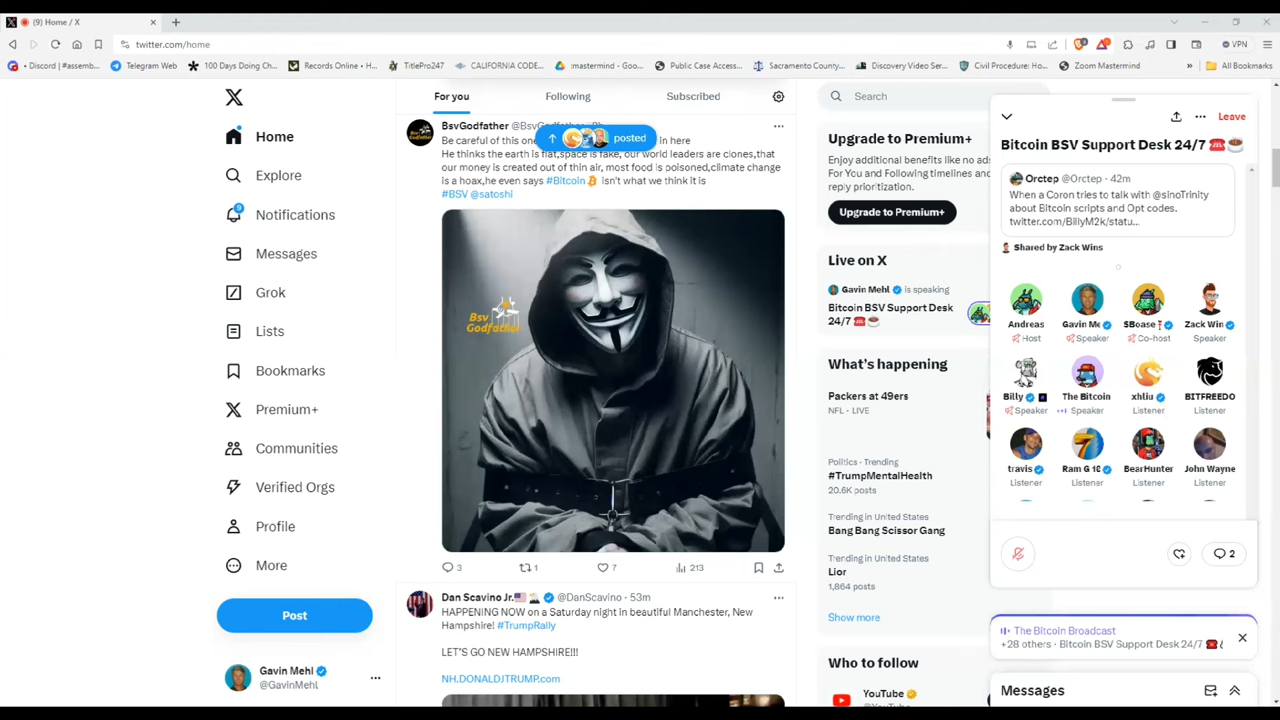 (9) Home / X
twitter.com/home
VPN
Discord | #assemb...
Telegram Web
100 Days Doing Ch...
Records Online • H...
TitlePro247
CALIFORNIA CODE...
:mastermind - Goo...
Public Case Access...
Sacramento County...
Discovery Video Ser...
Civil Procedure: Ho...
Zoom Mastermind
»
All Bookmarks
X
Home
Explore
9
Notifications
Messages
Grok
Lists
Bookmarks
Premium+
Communities
Verified Orgs
Profile
More
Post
Gavin Mehl
@GavinMehl
For you
Following
Subscribed
posted
BsvGodfather
Be careful of this one in here
He thinks the earth is flat,space is fake, our world leaders are clones,that
our money is created out of thin air, most food is poisoned,climate change
is a hoax,he even says #Bitcoin isn't what we think it is
#BSV @satoshi
Bsv
Godfather
3
1
7
213
Dan Scavino Jr. @DanScavino · 53m
HAPPENING NOW on a Saturday night in beautiful Manchester, New
Hampshire! #TrumpRally
LET'S GO NEW HAMPSHIRE!!!
NH.DONALDJTRUMP.com
Search
Upgrade to Premium+
Enjoy additional benefits like no ads
For You and Following timelines and
reply prioritization.
Upgrade to Premium+
Live on X
Gavin Mehl is speaking
Bitcoin BSV Support Desk
24/7
What's happening
Packers at 49ers
NFL · LIVE
Politics · Trending
#TrumpMentalHealth
20.6K posts
Trending in United States
Bang Bang Scissor Gang
Trending in United States
Lior
1,864 posts
Show more
Who to follow
YouTube
@YouTube
Leave
Bitcoin BSV Support Desk 24/7
Orctep @Orctep · 42m
When a Coron tries to talk with @sinoTrinity
about Bitcoin scripts and Opt codes.
twitter.com/BillyM2k/statu...
Shared by Zack Wins
Andreas
Host
Gavin Me
Speaker
$Boase
Co-host
Zack Win
Speaker
Billy
Speaker
The Bitcoin
Speaker
xhliu
Listener
BITFREEDO
Listener
travis
Listener
Ram G 18
Listener
BearHunter
Listener
John Wayne
Listener
2
The Bitcoin Broadcast
+28 others · Bitcoin BSV Support Desk 24/7
Messages